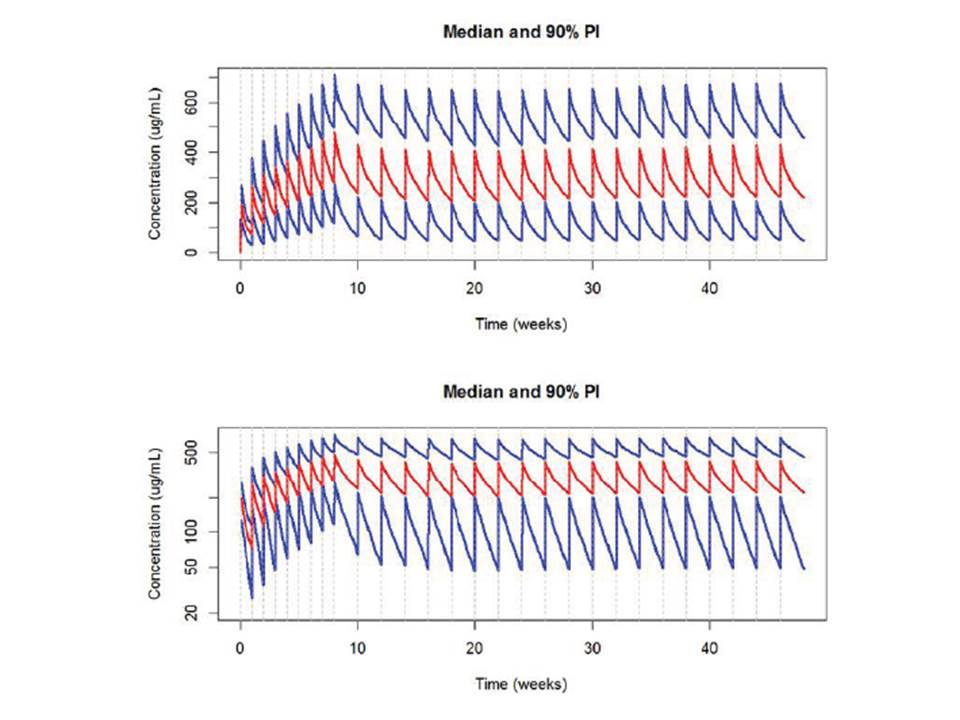 Median and 90% PI
Concentration (ug/mL)
0 200 400 600
0 10 20 30 40
Time (weeks)
Median and 90% PI
Concentration (ug/mL)
20 50 100 500
0 10 20 30 40
Time (weeks)